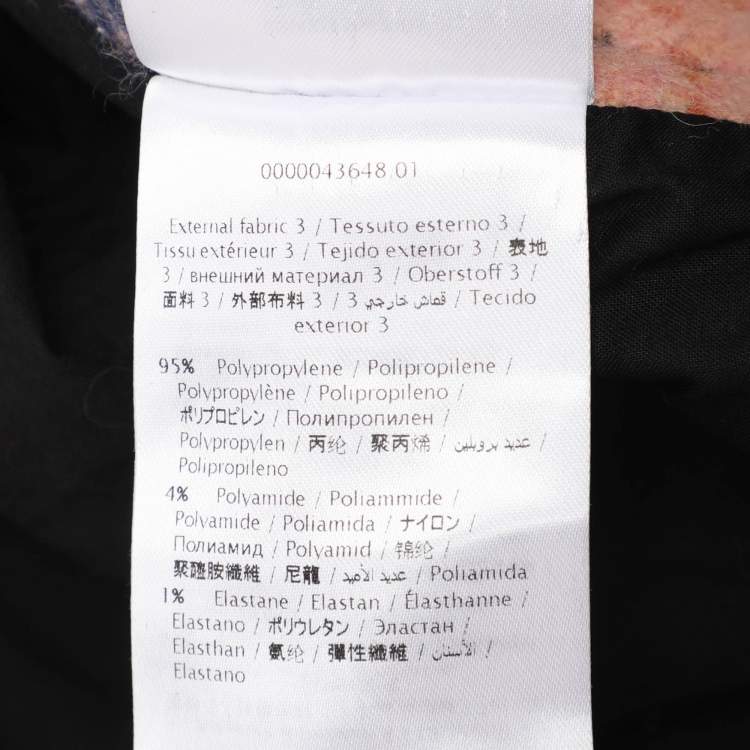 0000043648.01
External fabric 3 / Tessuto esterno 3 /
Tissu extérieur 3 / Tejido exterior 3 / 表地
3 / внешний материал 3 / Oberstoff 3 /
面料 3 / 外部布料 3 / قماش خارجي 3 / Tecido
exterior 3
95% Polypropylene / Polipropilene /
Polypropylène / Polipropileno /
ポリプロピレン / Полипропилен /
Polypropylen / 丙纶 / 聚丙烯 / عديد بروبلين /
Polipropileno
4% Polyamide / Poliammide /
Polyamide / Poliamida / ナイロン /
Полиамид / Polyamid / 锦纶 /
聚醯胺纖維 / 尼龍 / عديد الأميد / Poliamida
1% Elastane / Elastan / Élasthanne /
Elastano / ポリウレタン / Эластан /
Elasthan / 氨纶 / 彈性纖維 / الأستان /
Elastano